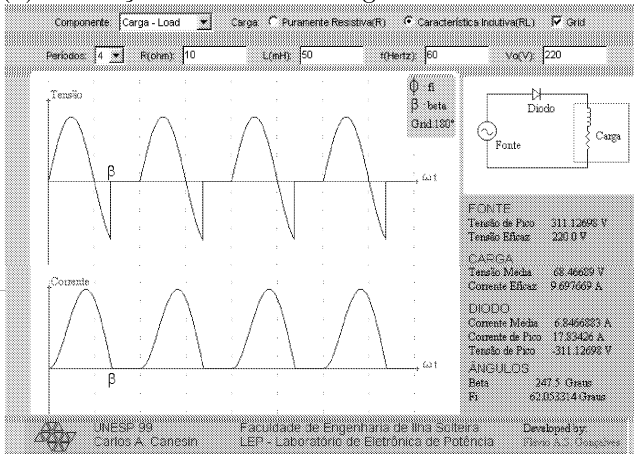 Componente: Carga - Load Carga: Puramente Resistiva(R) Característica Indutiva(RL) Grid
Períodos: 4 R(ohm): 10 L(mH): 50 f(Hertz): 60 Vo(V): 220
Tensão
ϕ fi
β beta
Grid 180°
β
ωt
Corrente
β
ωt
Diodo
Fonte
Carga
FONTE
Tensão de Pico 311.12698 V
Tensão Eficaz 220.0 V
CARGA
Tensão Media 68.46689 V
Corrente Eficaz 9.697669 A
DIODO
Corrente Media 6.8466883 A
Corrente de Pico 17.83426 A
Tensão de Pico -311.12698 V
ÂNGULOS
Beta 247.5 Graus
Fi 62.053314 Graus
UNESP 99
Carlos A. Canesin
Faculdade de Engenharia de Ilha Solteira
LEP - Laboratório de Eletrônica de Potência
Developed by:
Flávio A.S. Gonçalves